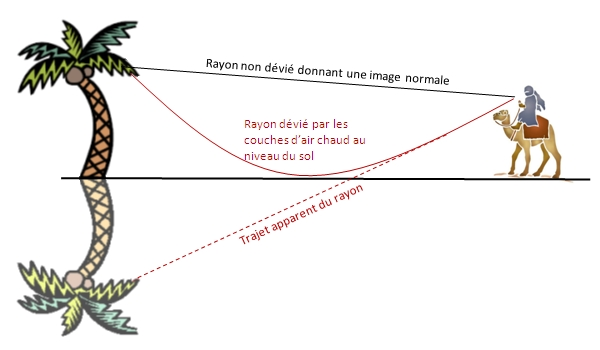 Rayon non dévié donnant une image normale
Rayon dévié par les
couches d'air chaud au
niveau du sol
Trajet apparent du rayon